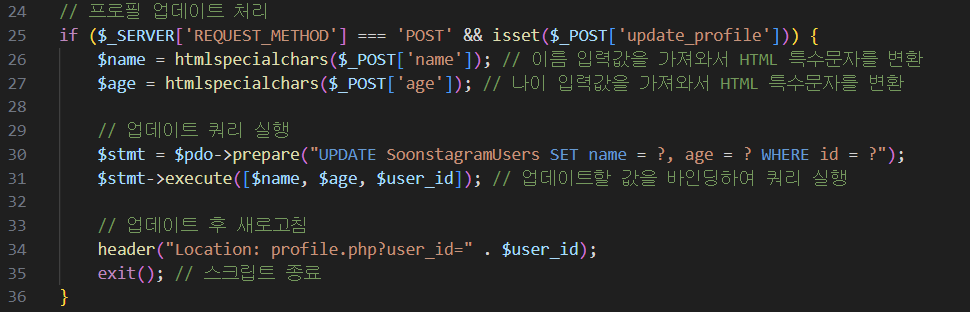 24 // 프로필 업데이트 처리
25 if ($_SERVER['REQUEST_METHOD'] === 'POST' && isset($_POST['update_profile'])) {
26     $name = htmlspecialchars($_POST['name']); // 이름 입력값을 가져와서 HTML 특수문자를 변환
27     $age = htmlspecialchars($_POST['age']); // 나이 입력값을 가져와서 HTML 특수문자를 변환
28
29     // 업데이트 쿼리 실행
30     $stmt = $pdo->prepare("UPDATE SoonstagramUsers SET name = ?, age = ? WHERE id = ?");
31     $stmt->execute([$name, $age, $user_id]); // 업데이트할 값을 바인딩하여 쿼리 실행
32
33     // 업데이트 후 새로고침
34     header("Location: profile.php?user_id=" . $user_id);
35     exit(); // 스크립트 종료
36 }